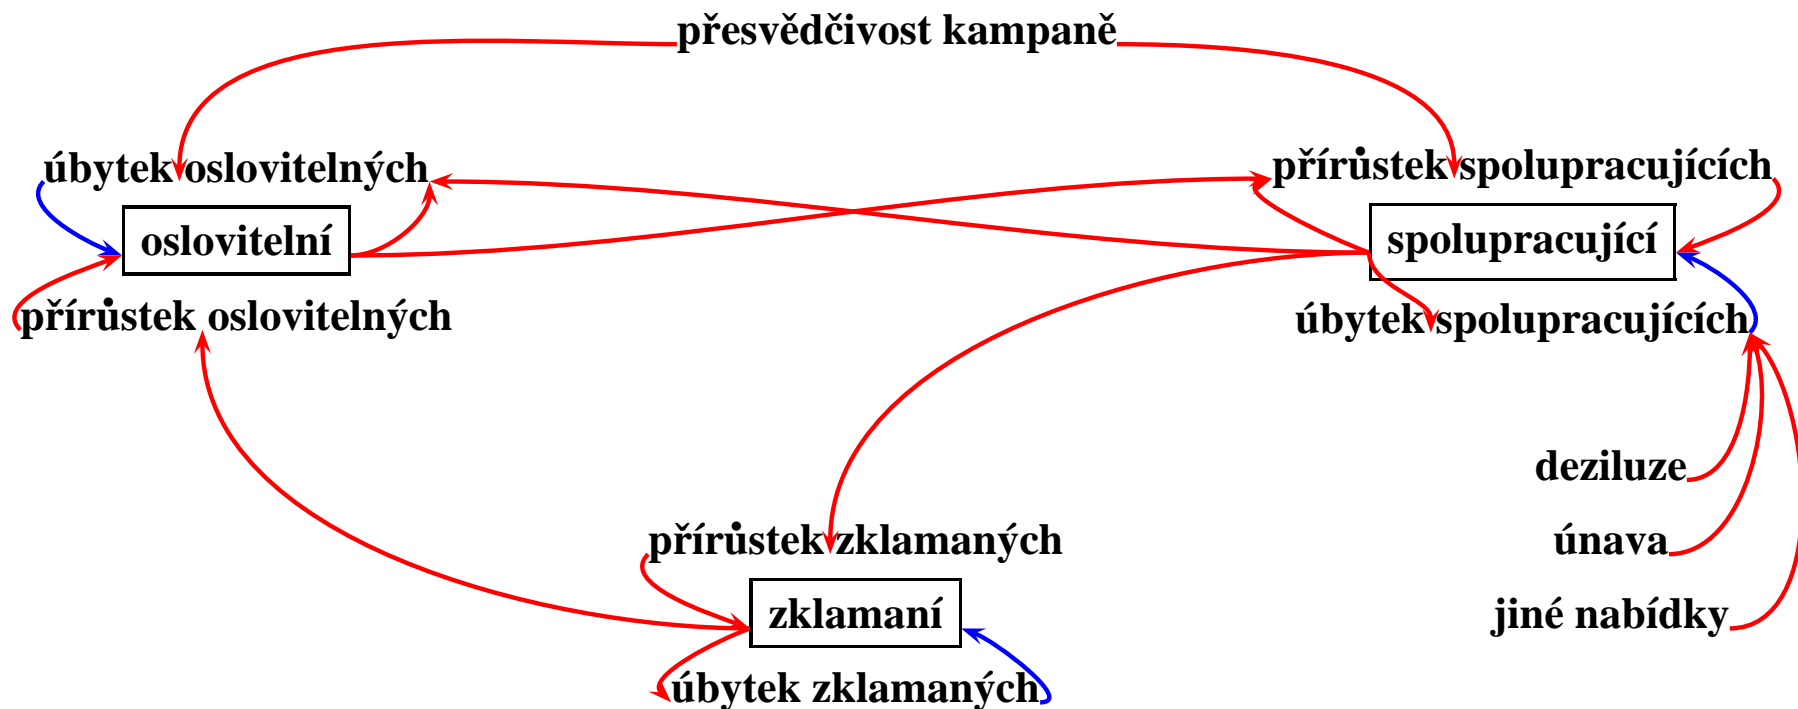 přesvědčivost kampaně
úbytek oslovitelných
přírůstek spolupracujících
oslovitelní
spolupracující
přírůstek oslovitelných
úbytek spolupracujících
deziluze
přírůstek zklamaných
únava
zklamaní
jiné nabídky
úbytek zklamaných